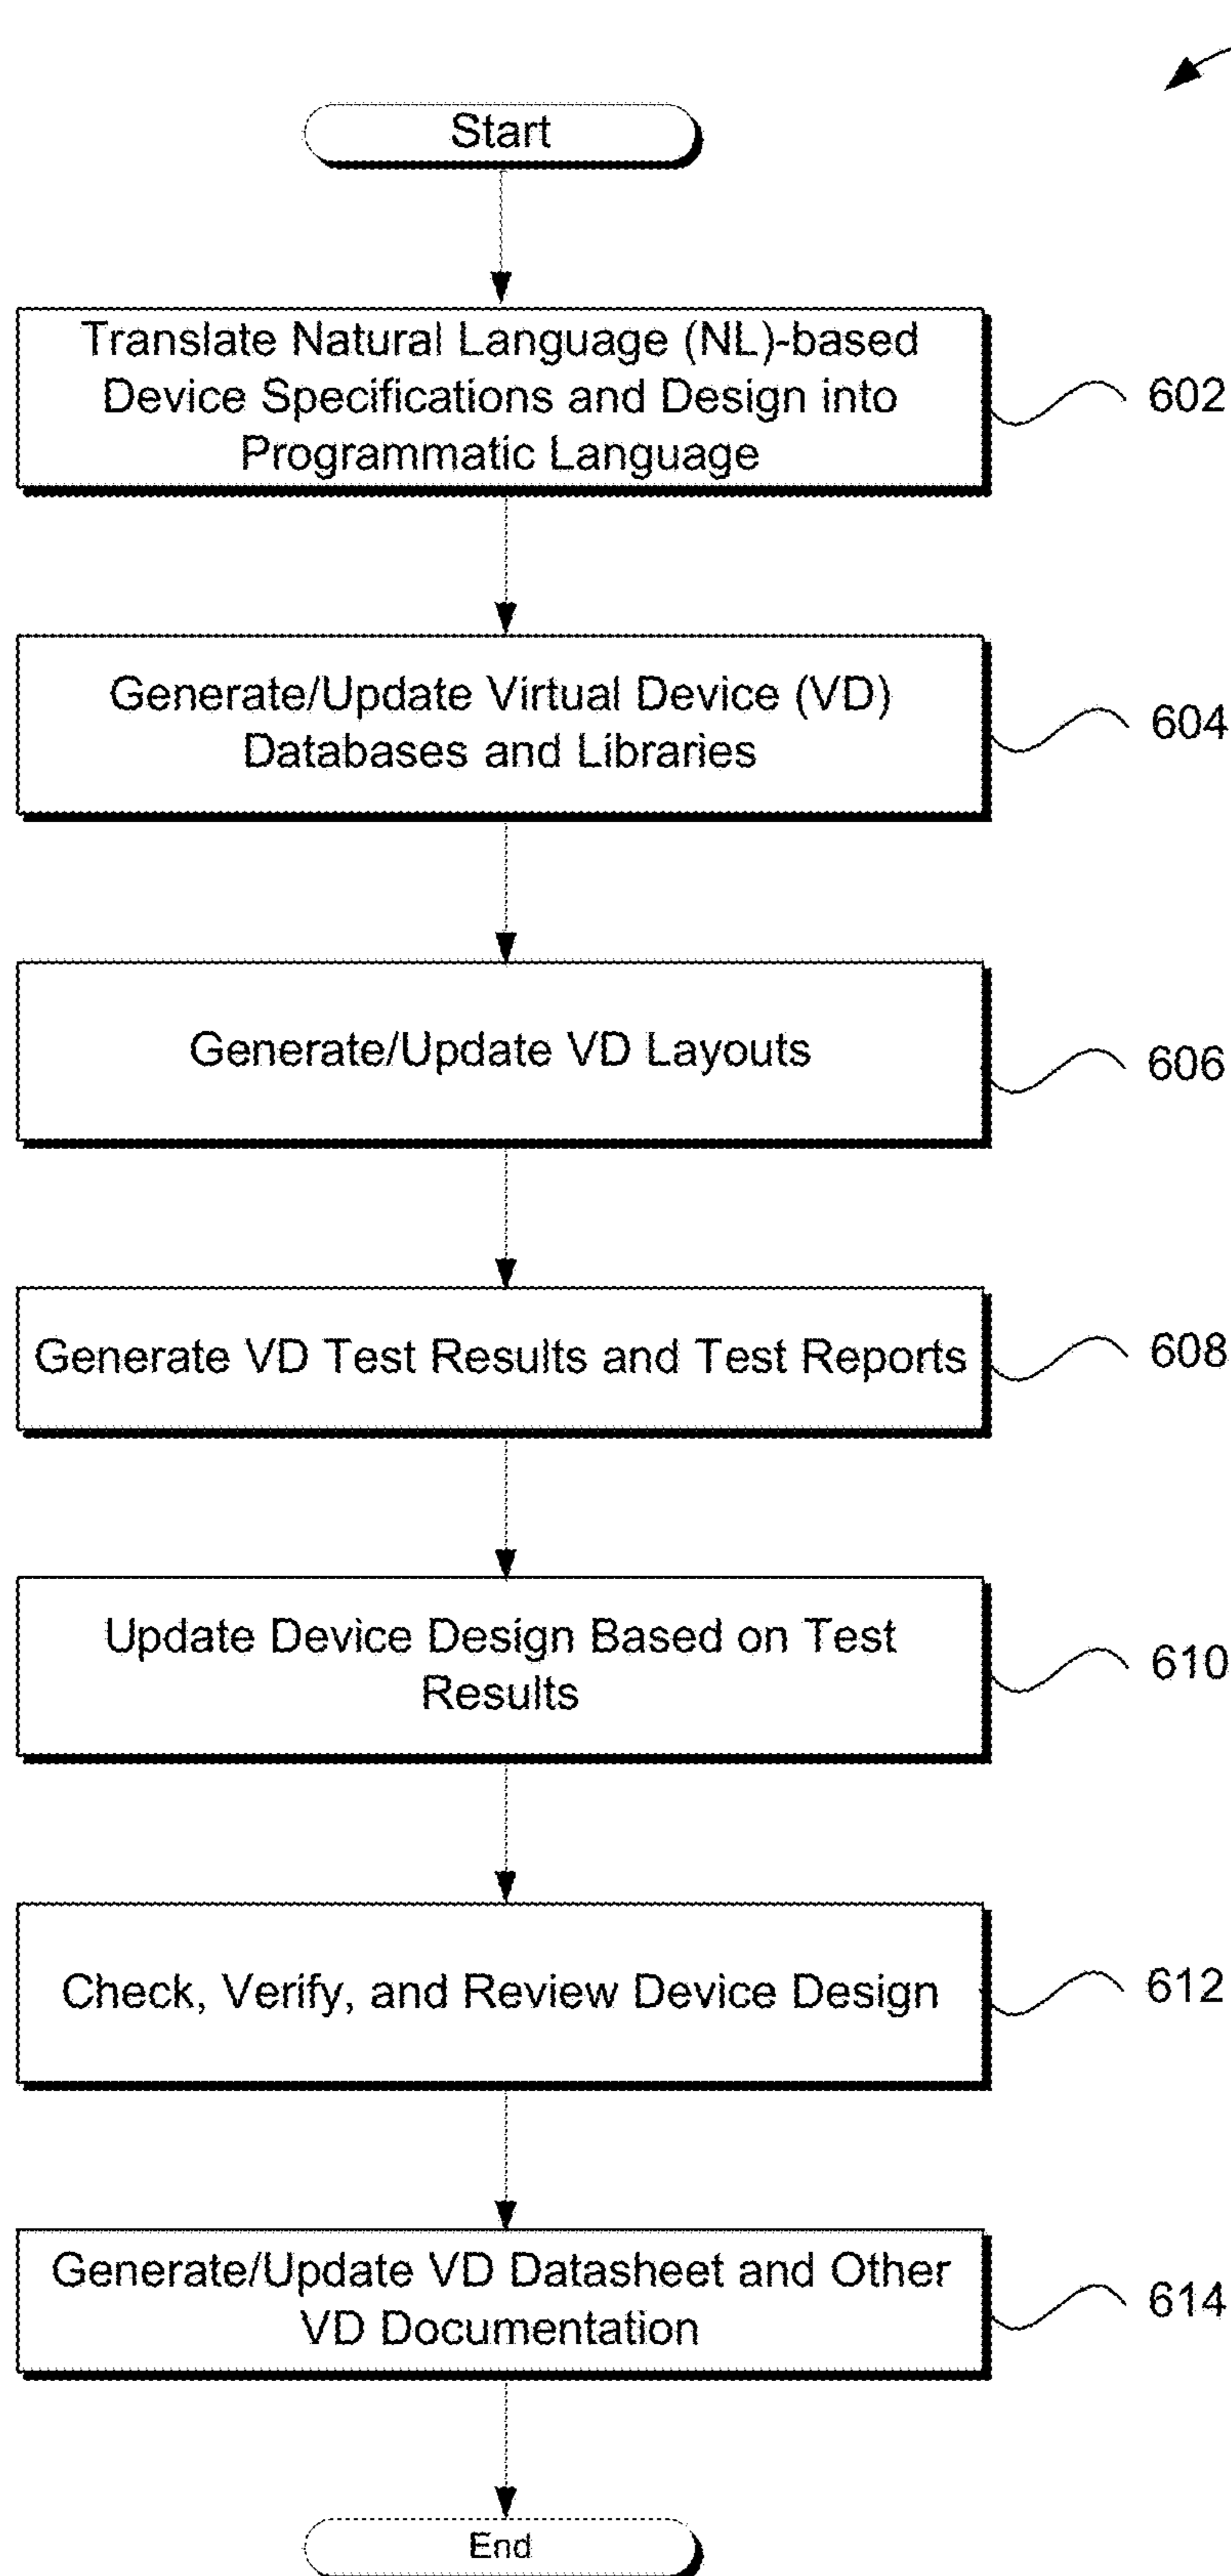 Start
Translate Natural Language (NL)-based
Device Specifications and Design into
Programmatic Language
602
Generate/Update Virtual Device (VD)
Databases and Libraries
604
Generate/Update VD Layouts
606
Generate VD Test Results and Test Reports
608
Update Device Design Based on Test
Results
610
Check, Verify, and Review Device Design
612
Generate/Update VD Datasheet and Other
VD Documentation
614
End